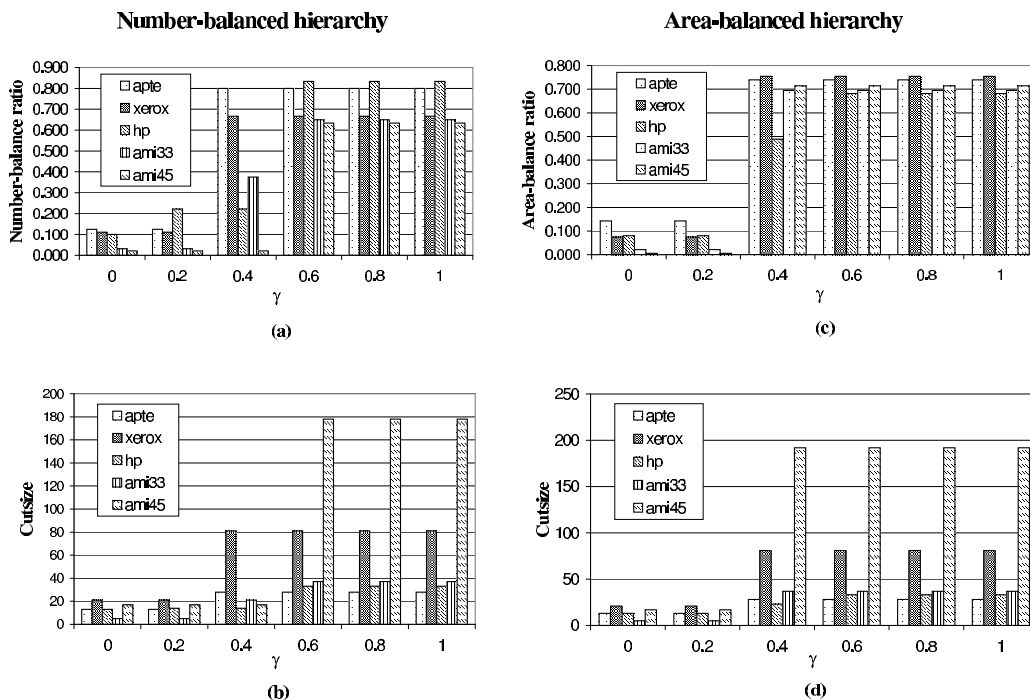 Number-balanced hierarchy
Number-balance ratio
0.900
0.800
0.700
0.600
0.500
0.400
0.300
0.200
0.100
0.000
apte
xerox
hp
ami33
ami45
0 0.2 0.4 0.6 0.8 1
γ
(a)
Cutsize
200
180
160
140
120
100
80
60
40
20
0
apte
xerox
hp
ami33
ami45
0 0.2 0.4 0.6 0.8 1
γ
(b)
Area-balanced hierarchy
Area-balance ratio
0.800
0.700
0.600
0.500
0.400
0.300
0.200
0.100
0.000
apte
xerox
hp
ami33
ami45
0 0.2 0.4 0.6 0.8 1
γ
(c)
Cutsize
250
200
150
100
50
0
apte
xerox
hp
ami33
ami45
0 0.2 0.4 0.6 0.8 1
γ
(d)